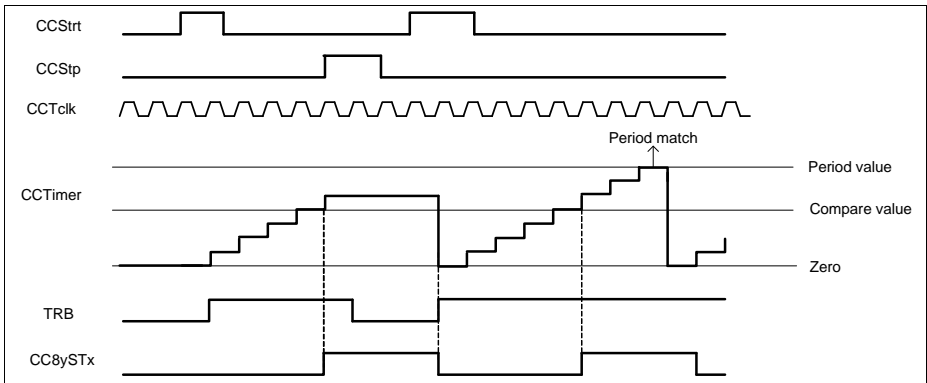 CCStrt
CCStp
CCTclk
Period match
Period value
CCTimer
Compare value
Zero
TRB
CC8ySTx